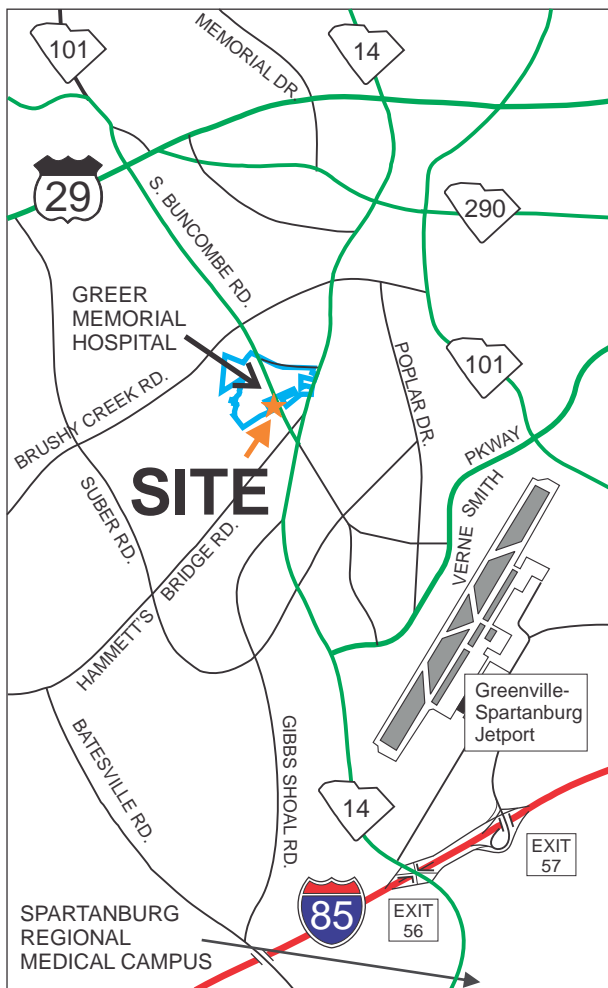 101
MEMORIAL DR.
14
29
290
S. BUNCOMBE RD.
GREER
MEMORIAL
HOSPITAL
101
POPLAR DR.
BRUSHY CREEK RD.
SITE
VERNE SMITH PKWAY
SUBER RD.
HAMMETT'S BRIDGE RD.
Greenville-
Spartanburg
Jetport
BATESVILLE RD.
GIBBS SHOAL RD.
14
EXIT
57
85
EXIT
56
SPARTANBURG
REGIONAL
MEDICAL CAMPUS